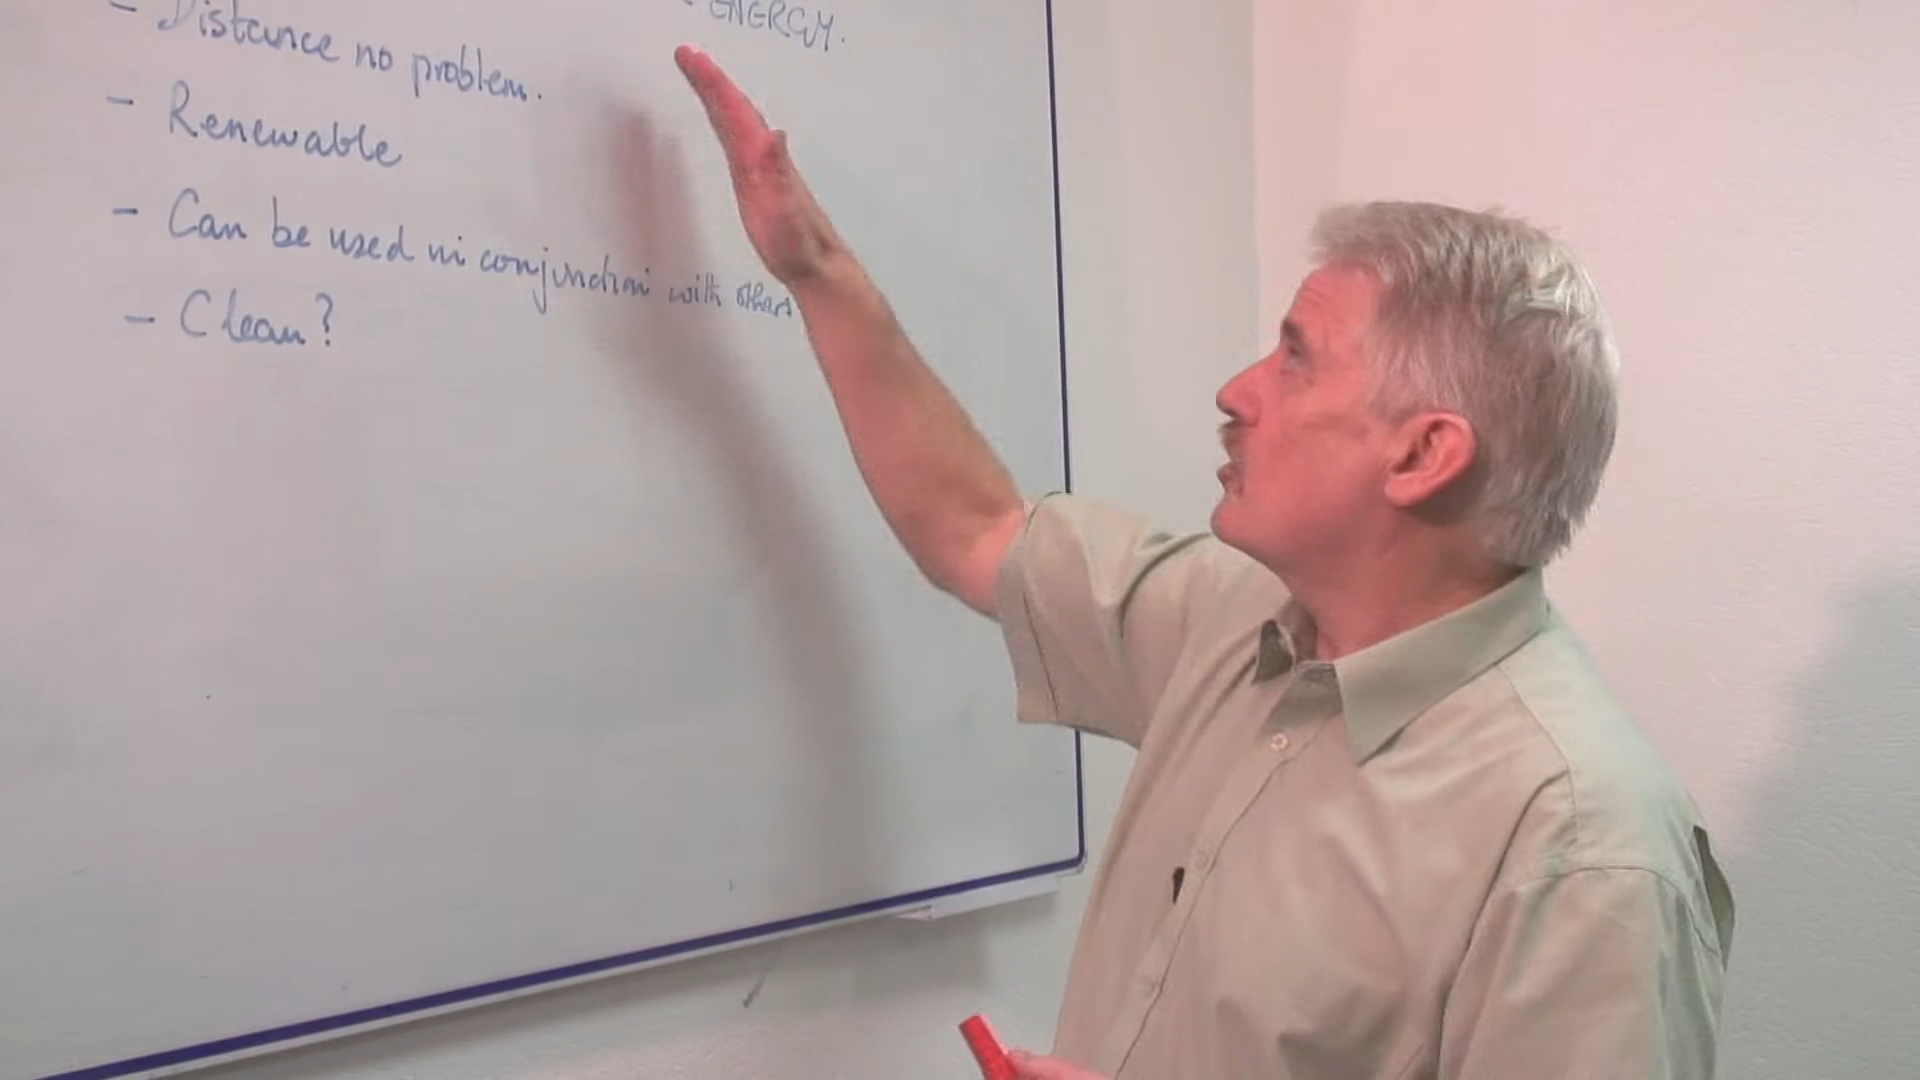 ENERGY.
- Distance no problem.
- Renewable
- Can be used in conjunction with others
- Clean?